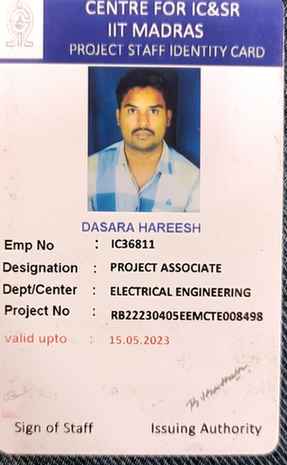 CENTRE FOR IC&SR
IIT MADRAS
PROJECT STAFF IDENTITY CARD
DASARA HAREESH
Emp No : IC36811
Designation : PROJECT ASSOCIATE
Dept/Center : ELECTRICAL ENGINEERING
Project No : RB22230405EEMCTE008498
valid upto : 15.05.2023
Sign of Staff Issuing Authority